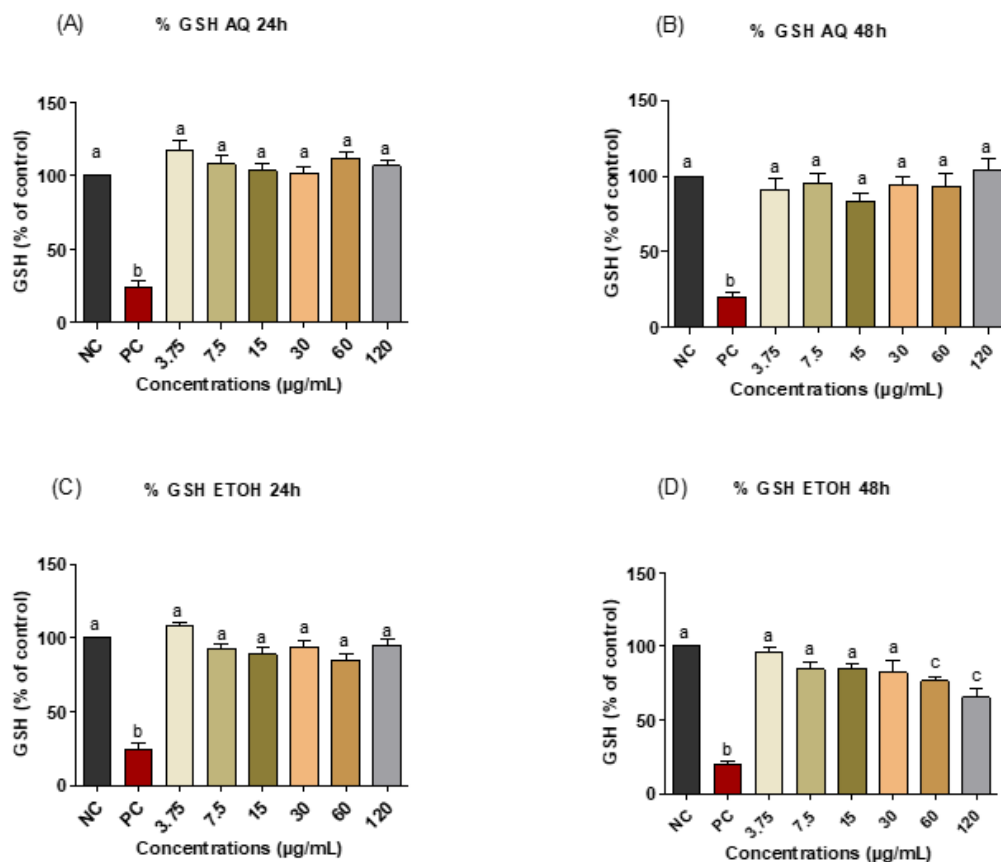 (A) % GSH AQ 24h
GSH (% of control)
150
100
50
0
a
b
a
a
a
a
a
a
NC
PC
3.75
7.5
15
30
60
120
Concentrations (µg/mL)
(B) % GSH AQ 48h
GSH (% of control)
150
100
50
0
a
b
a
a
a
a
a
a
NC
PC
3.75
7.5
15
30
60
120
Concentrations (µg/mL)
(C) % GSH ETOH 24h
GSH (% of control)
150
100
50
0
a
b
a
a
a
a
a
a
NC
PC
3.75
7.5
15
30
60
120
Concentrations (µg/mL)
(D) % GSH ETOH 48h
GSH (% of control)
150
100
50
0
a
b
a
a
a
a
c
c
NC
PC
3.75
7.5
15
30
60
120
Concentrations (µg/mL)